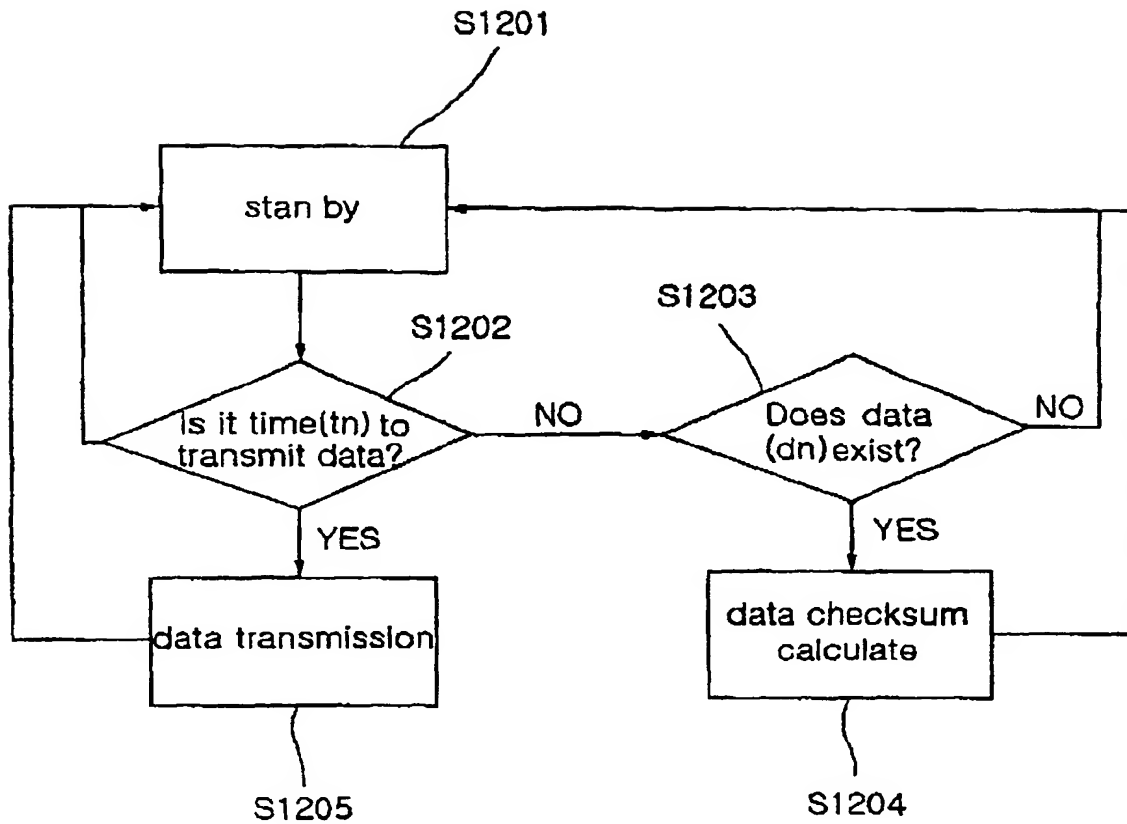 S1201
stan by
S1202
S1203
Is it time(tn) to
transmit data?
NO
Does data
(dn) exist?
NO
YES
YES
data transmission
data checksum
calculate
S1205
S1204